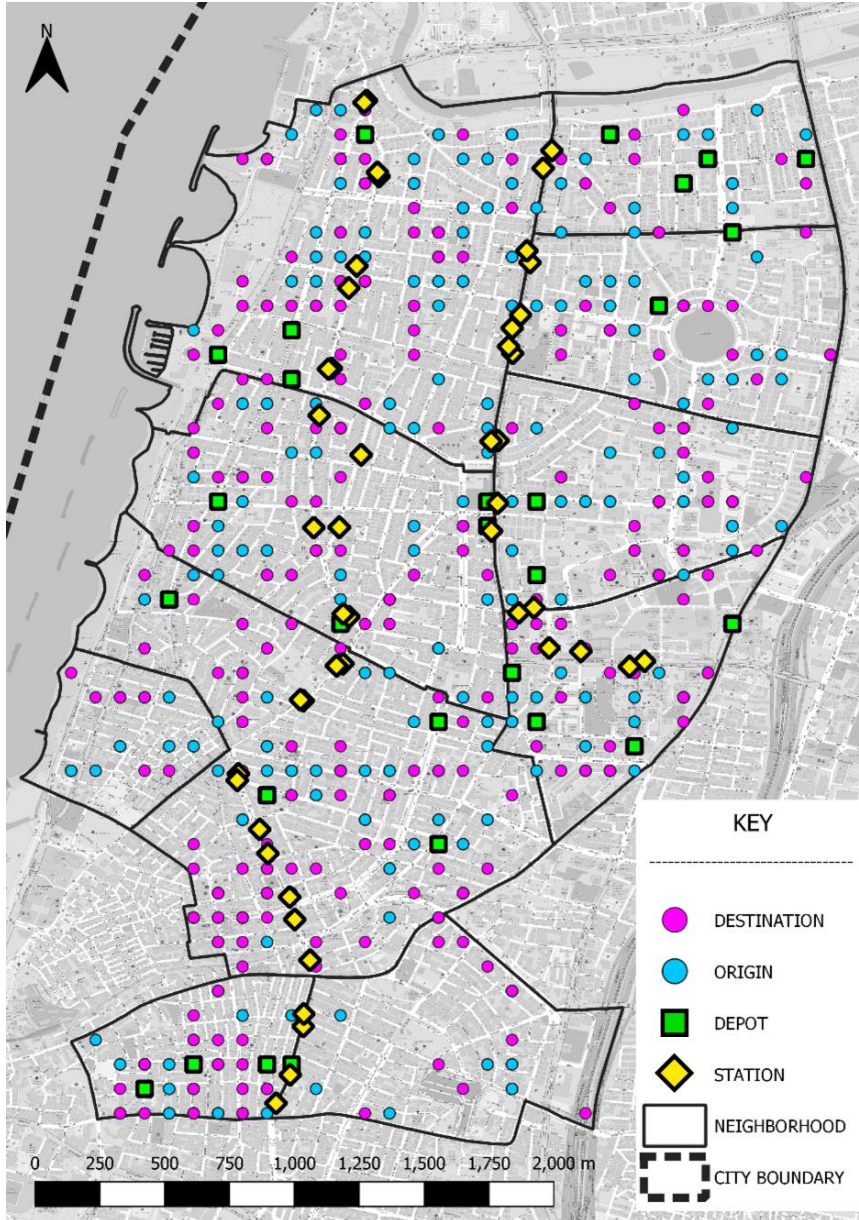 N
KEY
DESTINATION
ORIGIN
DEPOT
STATION
NEIGHBORHOOD
CITY BOUNDARY
0 250 500 750 1,000 1,250 1,500 1,750 2,000 m